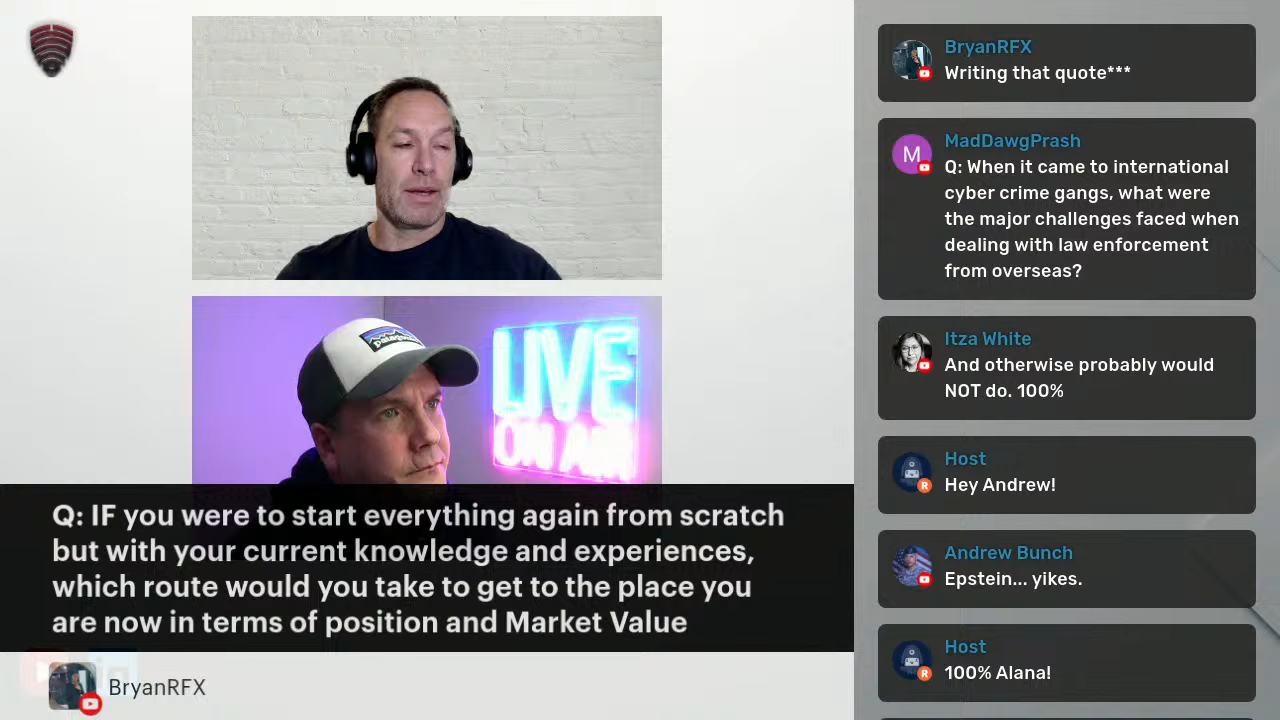 patagonia
LIVE
ON AIR
Q: IF you were to start everything again from scratch
but with your current knowledge and experiences,
which route would you take to get to the place you
are now in terms of position and Market Value
BryanRFX
BryanRFX
Writing that quote***
M
MadDawgPrash
Q: When it came to international
cyber crime gangs, what were
the major challenges faced when
dealing with law enforcement
from overseas?
Itza White
And otherwise probably would
NOT do. 100%
Host
R
Hey Andrew!
Andrew Bunch
Epstein... yikes.
Host
R
100% Alana!